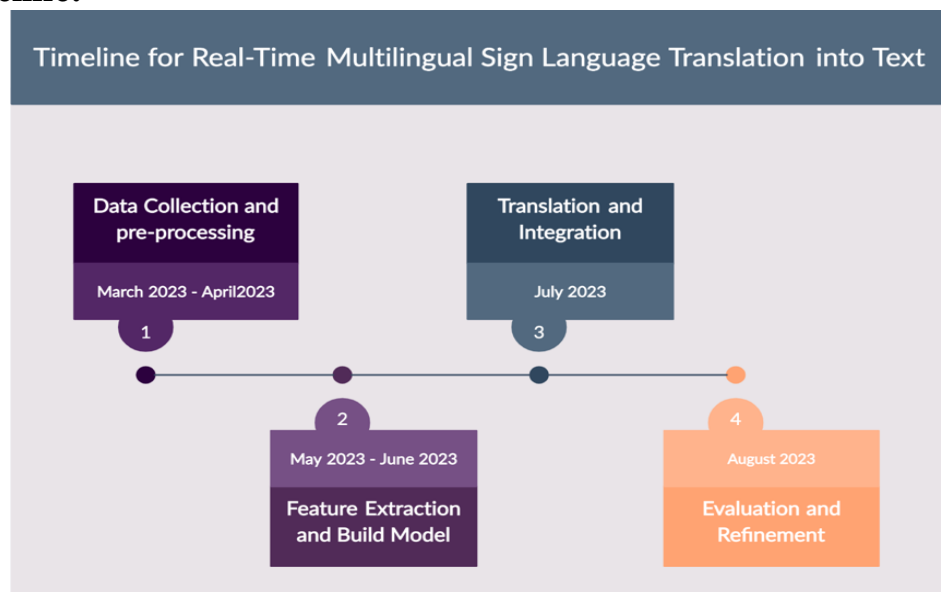 Timeline for Real-Time Multilingual Sign Language Translation into Text
Data Collection and
pre-processing
March 2023 - April2023
1
2
May 2023 - June 2023
Feature Extraction
and Build Model
Translation and
Integration
July 2023
3
4
August 2023
Evaluation and
Refinement